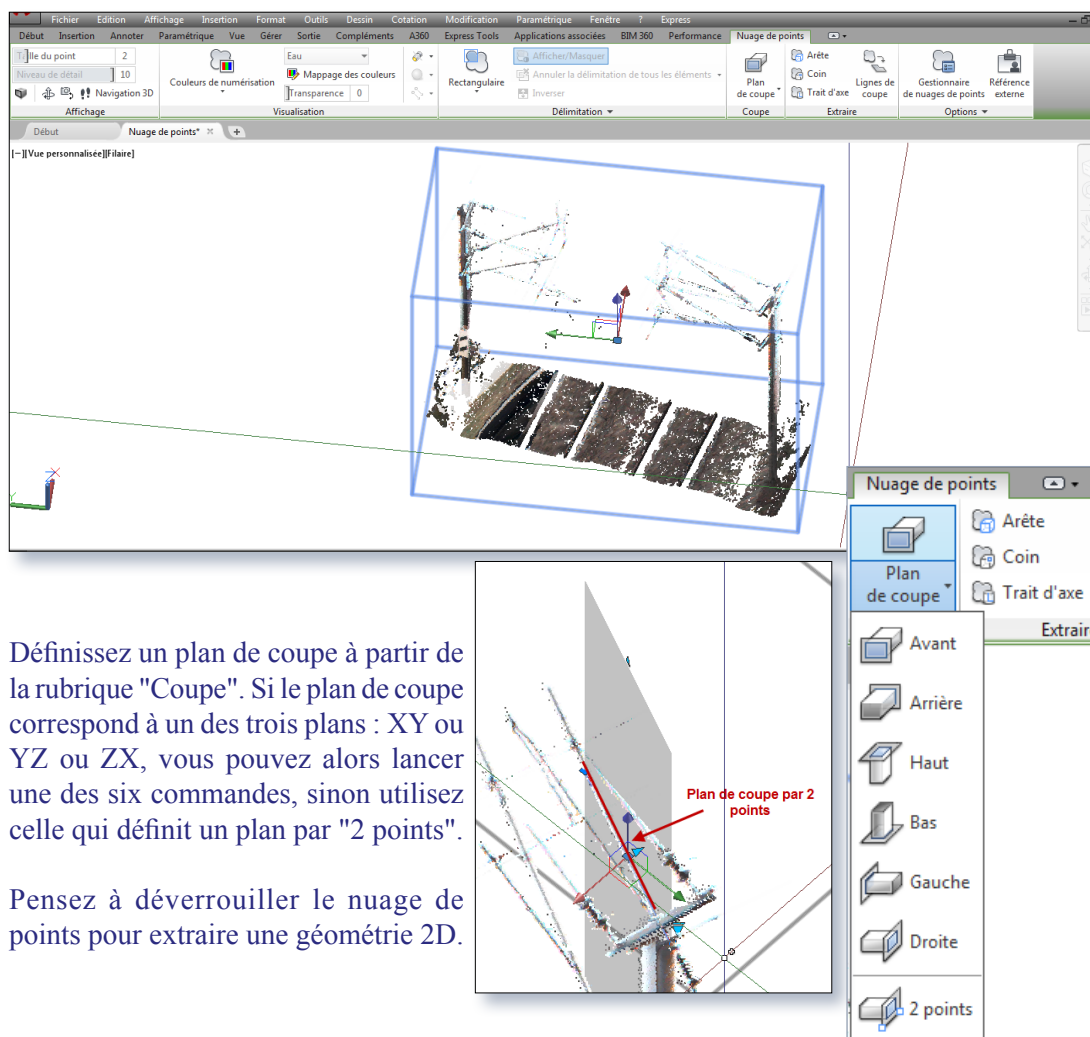 Fichier Edition Affichage Insertion Format Outils Dessin Cotation Modification Paramétrique Fenêtre ? Express
Début Insertion Annoter Paramétrique Vue Gérer Sortie Compléments A360 Express Tools Applications associées BIM 360 Performance Nuage de points
Taille du point 2
Niveau de détail 10
Navigation 3D
Affichage
Couleurs de numérisation
Eau
Mappage des couleurs
Transparence 0
Visualisation
Rectangulaire
Afficher/Masquer
Annuler la délimitation de tous les éléments
Inverser
Délimitation
Plan
de coupe
Coupe
Arête
Coin
Trait d'axe
Lignes de
coupe
Extraire
Gestionnaire
de nuages de points
Référence
externe
Options
Début Nuage de points*
[−][Vue personnalisée][Filaire]
Nuage de points
Plan
de coupe
Arête
Coin
Trait d'axe
Extrair
Avant
Arrière
Haut
Bas
Gauche
Droite
2 points
Définissez un plan de coupe à partir de
la rubrique "Coupe". Si le plan de coupe
correspond à un des trois plans : XY ou
YZ ou ZX, vous pouvez alors lancer
une des six commandes, sinon utilisez
celle qui définit un plan par "2 points".
Pensez à déverrouiller le nuage de
points pour extraire une géométrie 2D.
Plan de coupe par 2
points